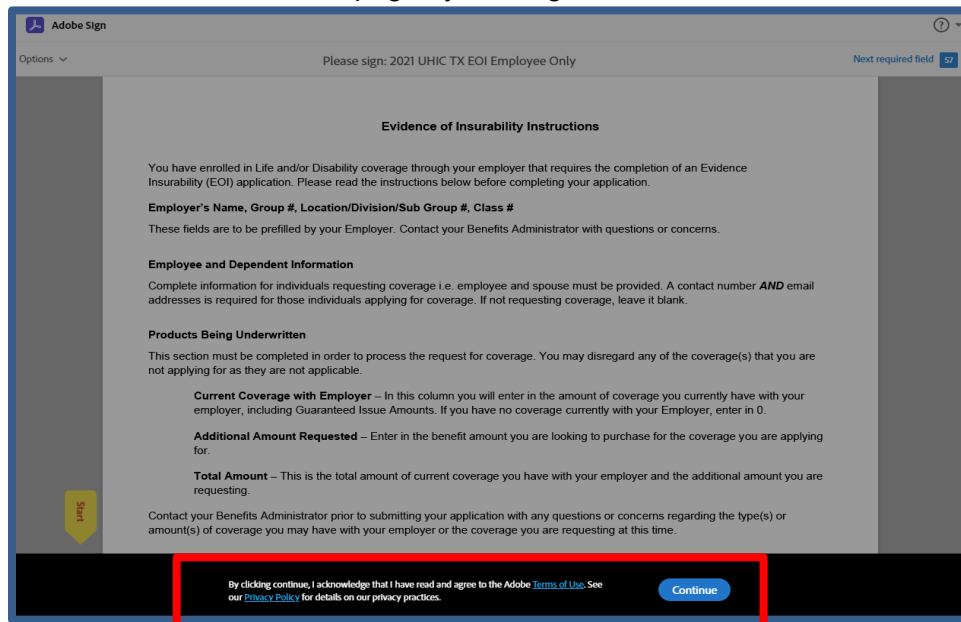 Adobe Sign
?
Options
Please sign: 2021 UHIC TX EOI Employee Only
Next required field 57
Evidence of Insurability Instructions
You have enrolled in Life and/or Disability coverage through your employer that requires the completion of an Evidence
Insurability (EOI) application. Please read the instructions below before completing your application.
Employer's Name, Group #, Location/Division/Sub Group #, Class #
These fields are to be prefilled by your Employer. Contact your Benefits Administrator with questions or concerns.
Employee and Dependent Information
Complete information for individuals requesting coverage i.e. employee and spouse must be provided. A contact number AND email
addresses is required for those individuals applying for coverage. If not requesting coverage, leave it blank.
Products Being Underwritten
This section must be completed in order to process the request for coverage. You may disregard any of the coverage(s) that you are
not applying for as they are not applicable.
Current Coverage with Employer – In this column you will enter in the amount of coverage you currently have with your
employer, including Guaranteed Issue Amounts. If you have no coverage currently with your Employer, enter in 0.
Additional Amount Requested – Enter in the benefit amount you are looking to purchase for the coverage you are applying
for.
Total Amount – This is the total amount of current coverage you have with your employer and the additional amount you are
requesting.
Start
Contact your Benefits Administrator prior to submitting your application with any questions or concerns regarding the type(s) or
amount(s) of coverage you may have with your employer or the coverage you are requesting at this time.
By clicking continue, I acknowledge that I have read and agree to the Adobe Terms of Use. See
our Privacy Policy for details on our privacy practices.
Continue